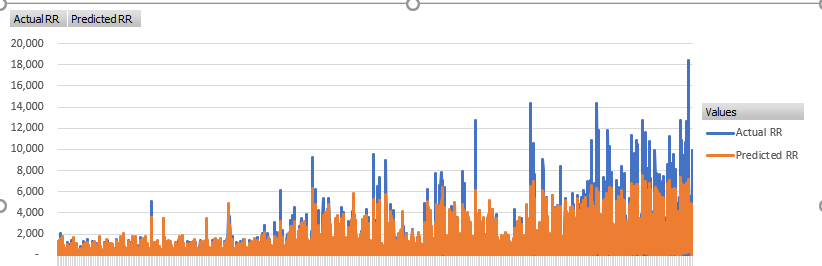 Actual RR Predicted RR
20,000
18,000
16,000
14,000
12,000
10,000
8,000
6,000
4,000
2,000
-
Values
Actual RR
Predicted RR